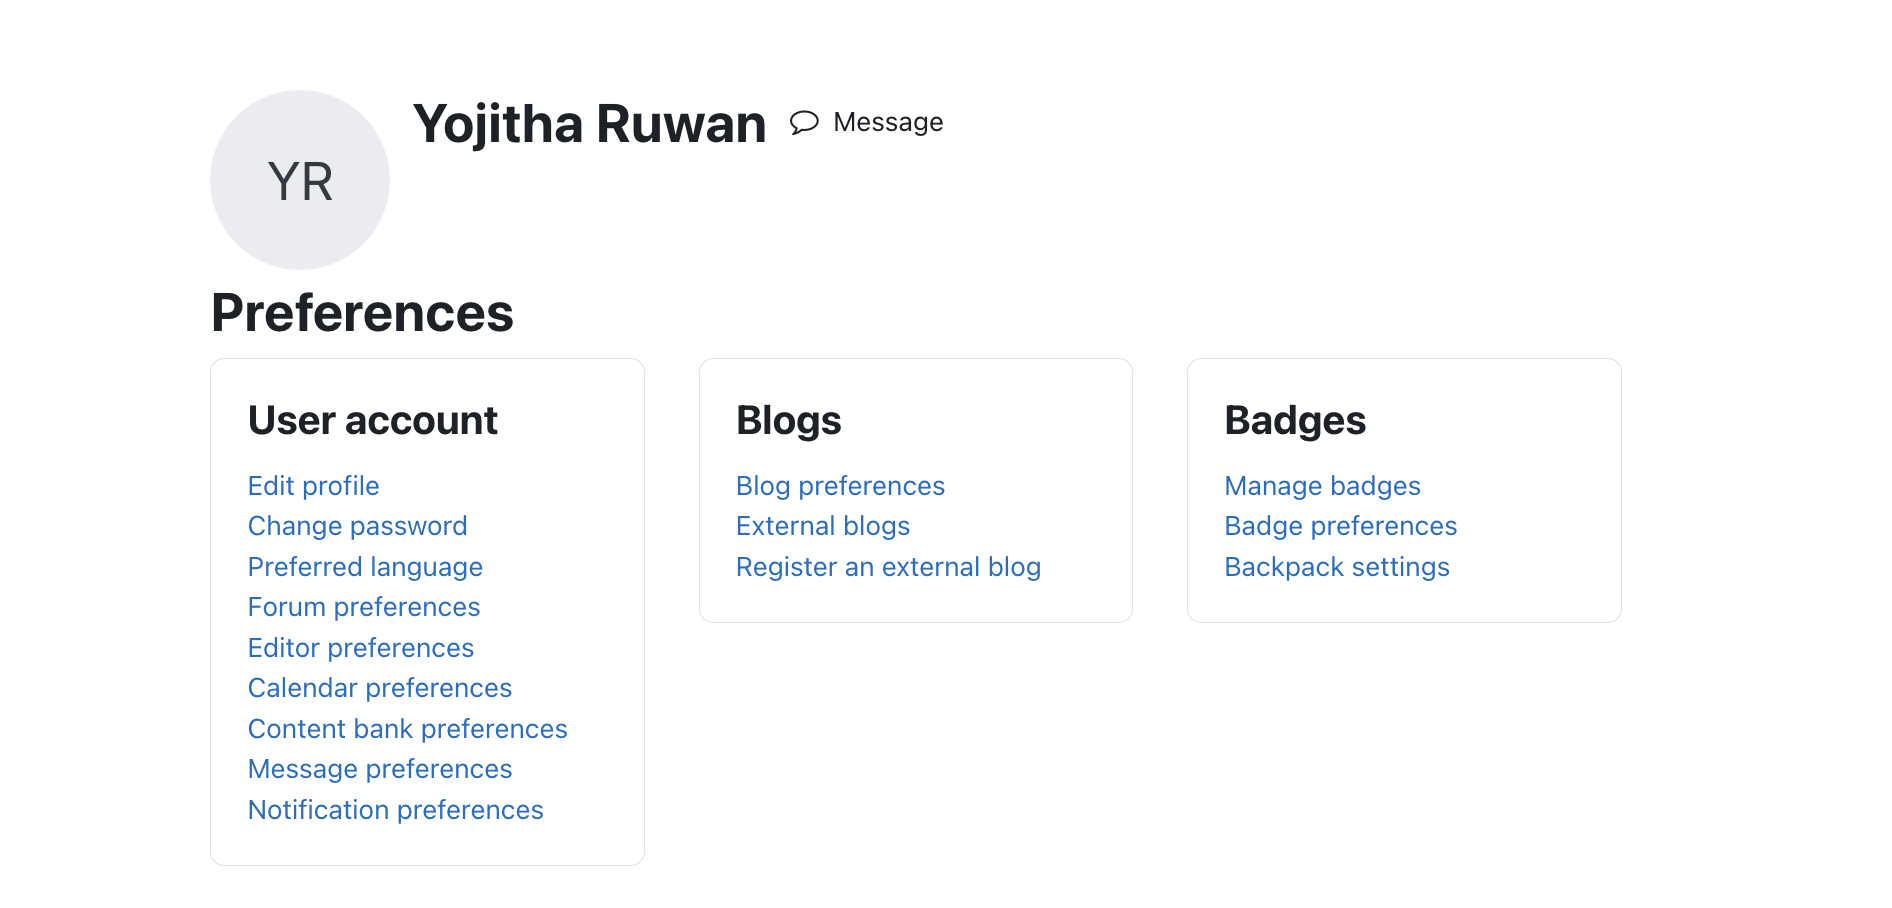 YR
Yojitha Ruwan
Message
Preferences
User account
Edit profile
Change password
Preferred language
Forum preferences
Editor preferences
Calendar preferences
Content bank preferences
Message preferences
Notification preferences
Blogs
Blog preferences
External blogs
Register an external blog
Badges
Manage badges
Badge preferences
Backpack settings